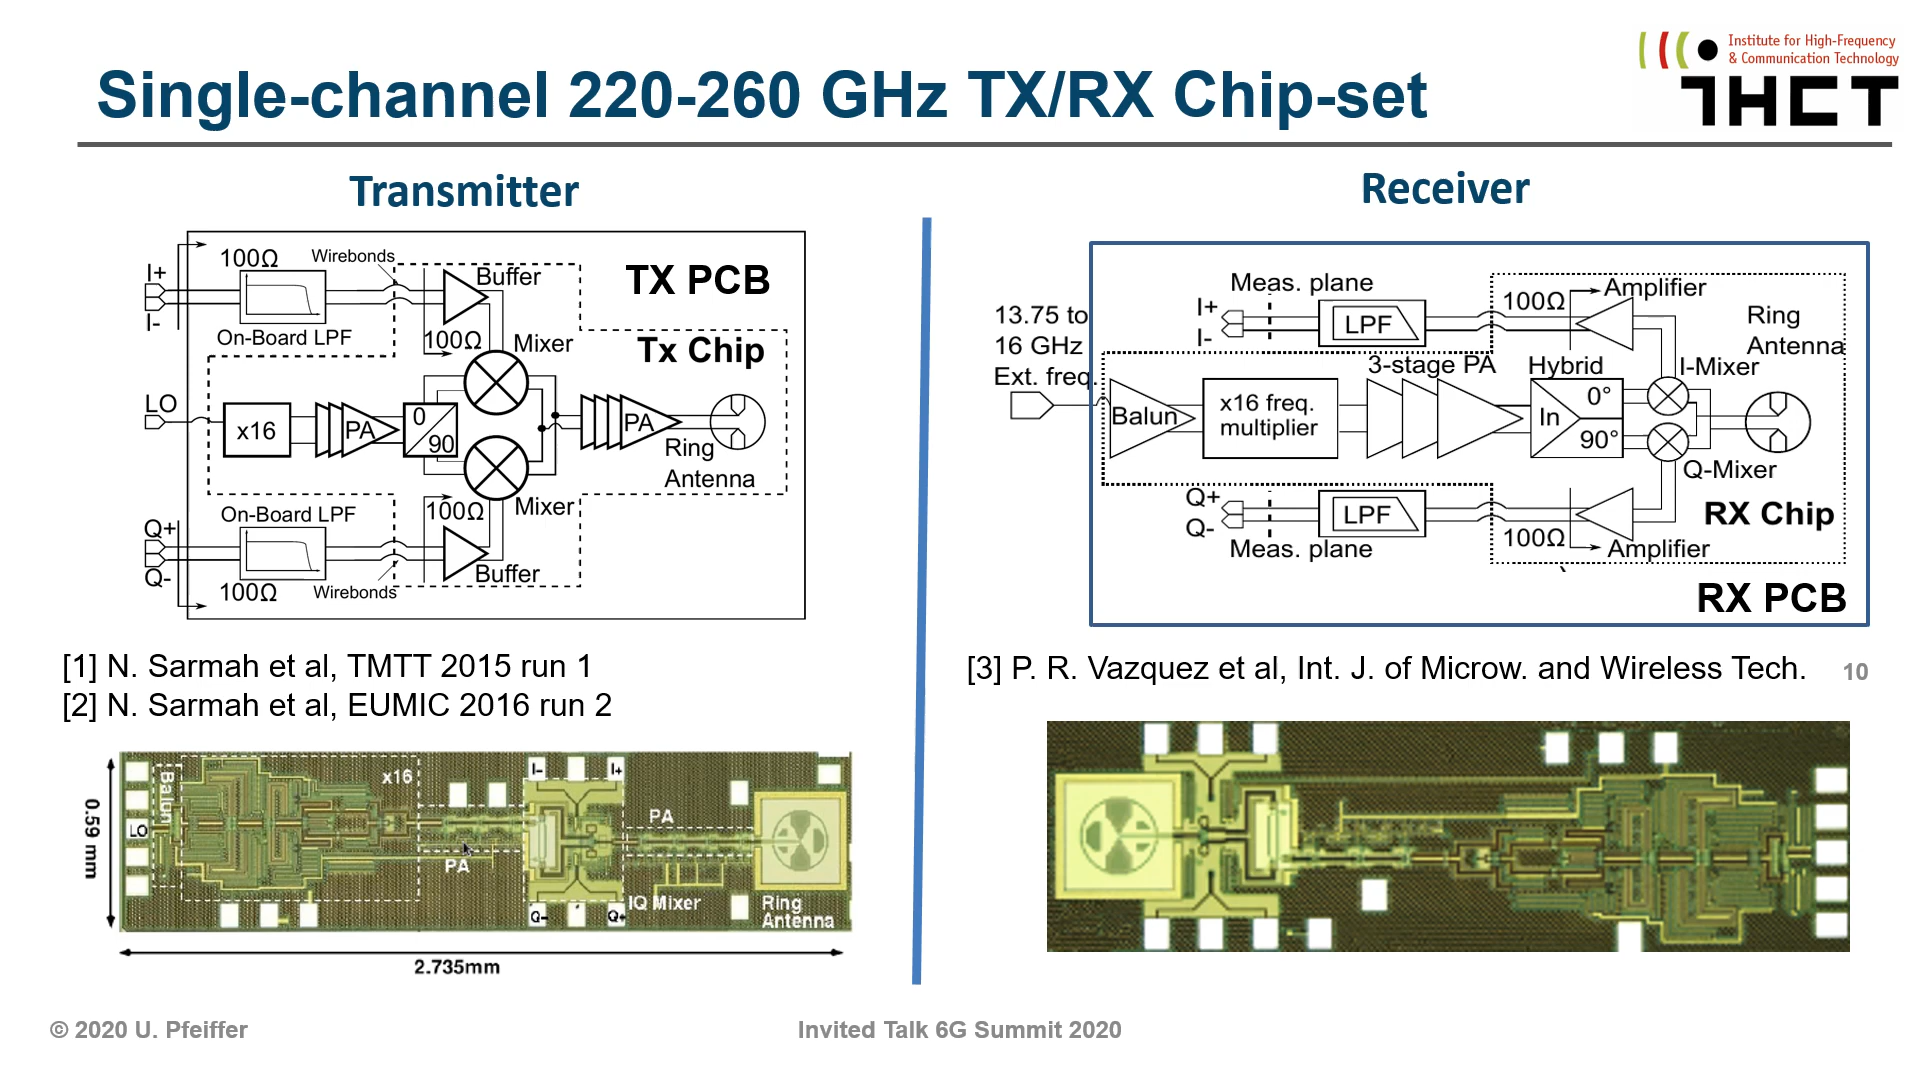 Single-channel 220-260 GHz TX/RX Chip-set
Institute for High-Frequency
& Communication Technology
IHCT
Transmitter
I+
I-
100Ω
Wirebonds
Buffer
TX PCB
On-Board LPF
100Ω
Mixer
Tx Chip
LO
x16
PA
0
90
PA
Ring
Antenna
On-Board LPF
100Ω
Mixer
Q+
Q-
100Ω
Wirebonds
Buffer
[1] N. Sarmah et al, TMTT 2015 run 1
[2] N. Sarmah et al, EUMIC 2016 run 2
Balun
x16
I-
I+
LO
PA
PA
IQ Mixer
Q-
Q+
Ring
Antenna
0.59 mm
2.735mm
Receiver
13.75 to
16 GHz
Ext. freq.
Meas. plane
I+
I-
LPF
100Ω
Amplifier
Ring
Antenna
3-stage PA
Hybrid
I-Mixer
Balun
x16 freq.
multiplier
In
0°
90°
Q-Mixer
Q+
Q-
LPF
Meas. plane
100Ω
Amplifier
RX Chip
RX PCB
[3] P. R. Vazquez et al, Int. J. of Microw. and Wireless Tech.
10
© 2020 U. Pfeiffer
Invited Talk 6G Summit 2020